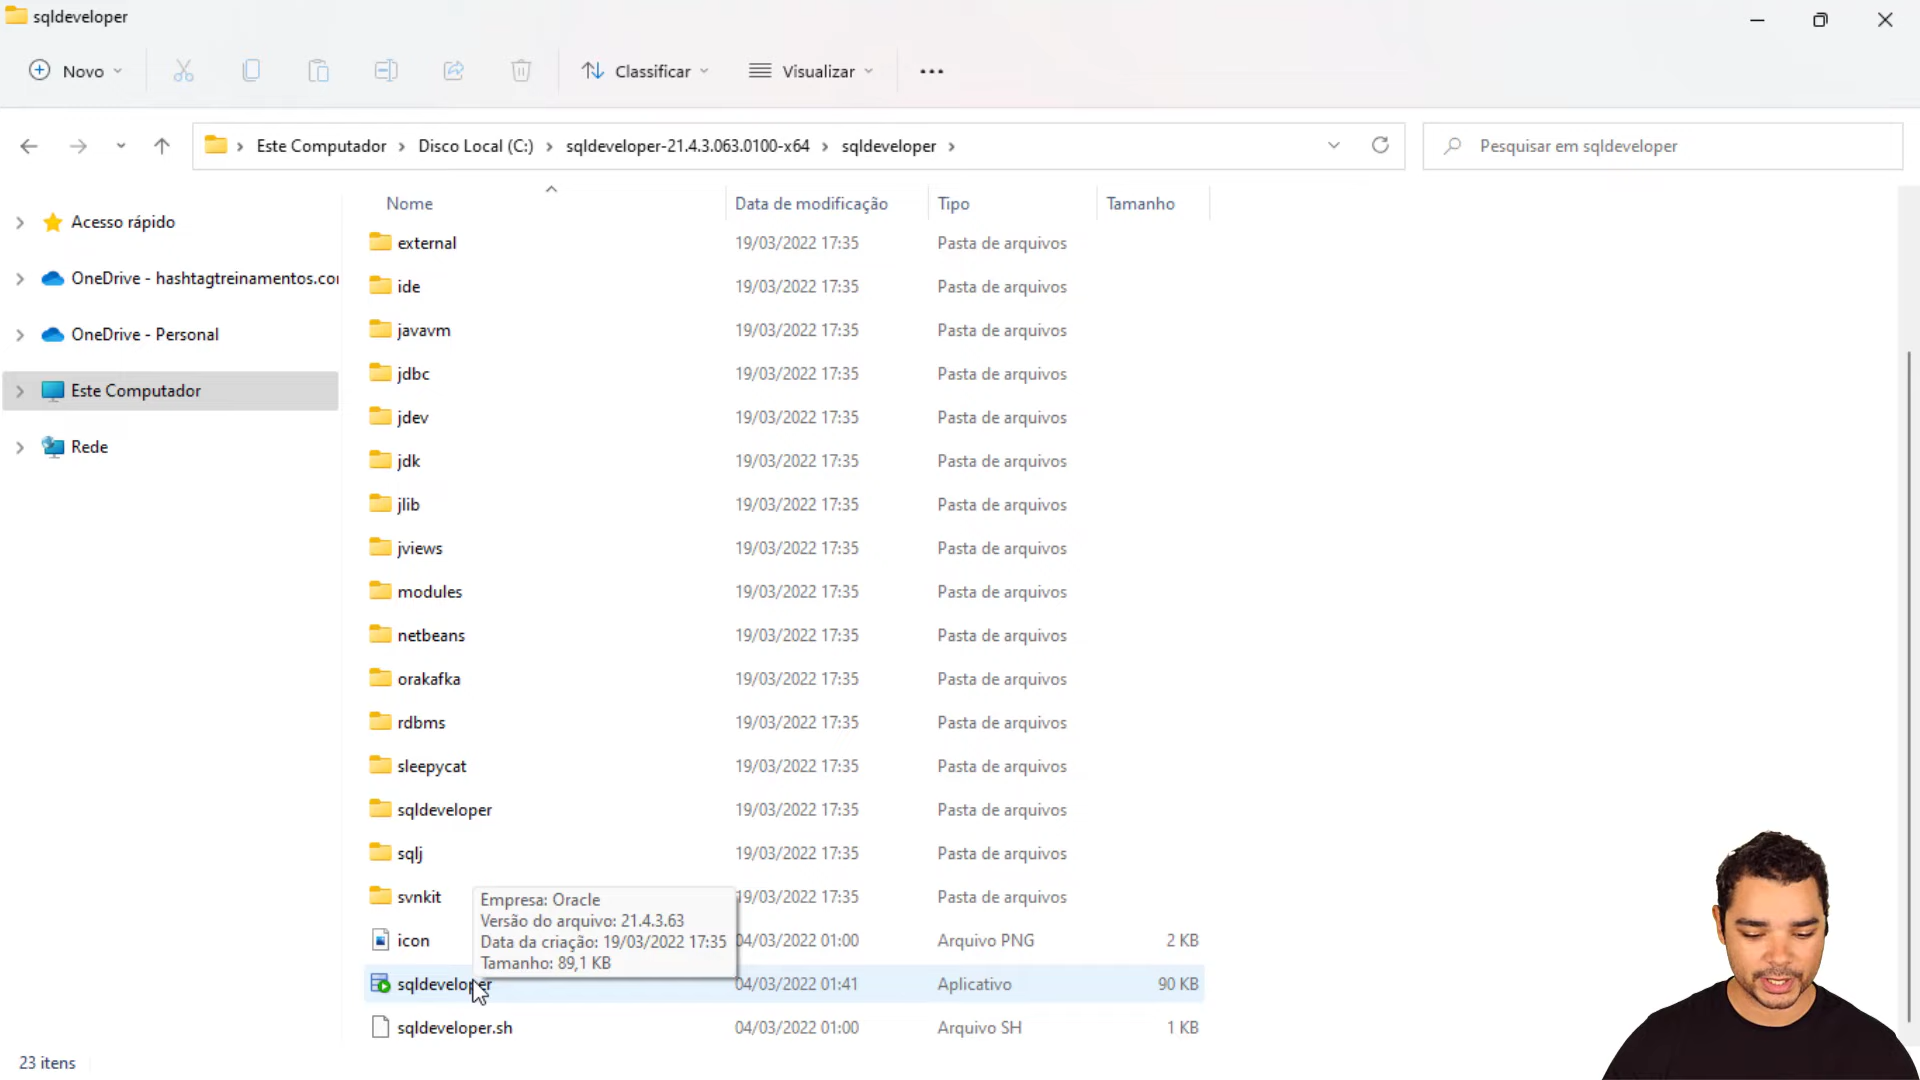 sqldeveloper
Novo
Classificar
Visualizar
Este Computador
Disco Local (C:)
sqldeveloper-21.4.3.063.0100-x64
sqldeveloper
Pesquisar em sqldeveloper
Acesso rápido
OneDrive - hashtagtreinamentos.co
OneDrive - Personal
Este Computador
Rede
Nome Data de modificação Tipo Tamanho
external 19/03/2022 17:35 Pasta de arquivos
ide 19/03/2022 17:35 Pasta de arquivos
javavm 19/03/2022 17:35 Pasta de arquivos
jdbc 19/03/2022 17:35 Pasta de arquivos
jdev 19/03/2022 17:35 Pasta de arquivos
jdk 19/03/2022 17:35 Pasta de arquivos
jlib 19/03/2022 17:35 Pasta de arquivos
jviews 19/03/2022 17:35 Pasta de arquivos
modules 19/03/2022 17:35 Pasta de arquivos
netbeans 19/03/2022 17:35 Pasta de arquivos
orakafka 19/03/2022 17:35 Pasta de arquivos
rdbms 19/03/2022 17:35 Pasta de arquivos
sleepycat 19/03/2022 17:35 Pasta de arquivos
sqldeveloper 19/03/2022 17:35 Pasta de arquivos
sqlj 19/03/2022 17:35 Pasta de arquivos
svnkit 19/03/2022 17:35 Pasta de arquivos
icon 04/03/2022 01:00 Arquivo PNG 2 KB
Empresa: Oracle
Versão do arquivo: 21.4.3.63
Data da criação: 19/03/2022 17:35
Tamanho: 89,1 KB
sqldeveloper 04/03/2022 01:41 Aplicativo 90 KB
sqldeveloper.sh 04/03/2022 01:00 Arquivo SH 1 KB
23 itens